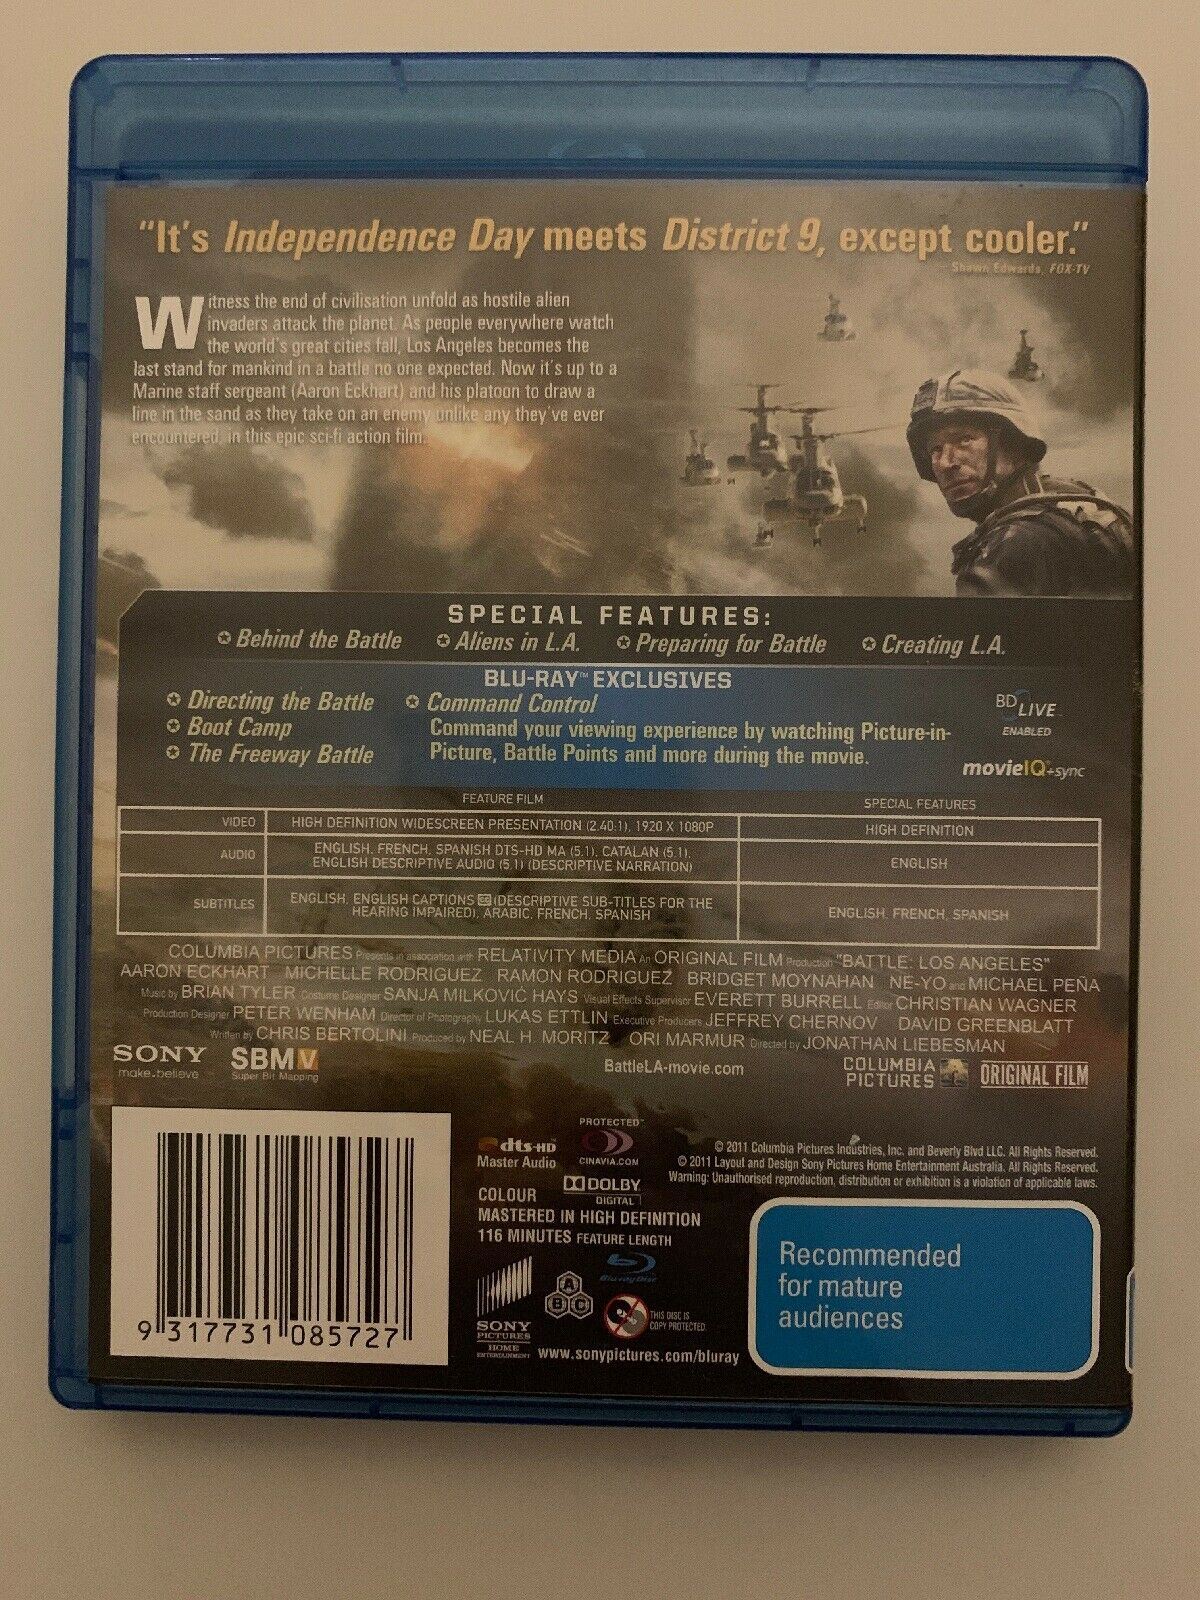 “It's Independence Day meets District 9, except cooler.”
—Shawn Edwards, FOX-TV
Witness the end of civilisation unfold as hostile alien
invaders attack the planet. As people everywhere watch
the world's great cities fall, Los Angeles becomes the
last stand for mankind in a battle no one expected. Now it's up to a
Marine staff sergeant (Aaron Eckhart) and his platoon to draw a
line in the sand as they take on an enemy unlike any they've ever
encountered, in this epic sci-fi action film.
SPECIAL FEATURES:
Behind the Battle Aliens in L.A. Preparing for Battle Creating L.A.
BLU-RAY™ EXCLUSIVES
Directing the Battle
Boot Camp
The Freeway Battle
Command Control
Command your viewing experience by watching Picture-in-
Picture, Battle Points and more during the movie.
BD LIVE
ENABLED
movieIQ+sync
FEATURE FILM SPECIAL FEATURES
VIDEO HIGH DEFINITION WIDESCREEN PRESENTATION (2.40:1), 1920 X 1080P HIGH DEFINITION
AUDIO ENGLISH, FRENCH, SPANISH DTS-HD MA (5.1), CATALAN (5.1),
ENGLISH DESCRIPTIVE AUDIO (5.1) (DESCRIPTIVE NARRATION) ENGLISH
SUBTITLES ENGLISH, ENGLISH CAPTIONS (DESCRIPTIVE SUB-TITLES FOR THE
HEARING IMPAIRED), ARABIC, FRENCH, SPANISH ENGLISH, FRENCH, SPANISH
COLUMBIA PICTURES Presents in association with RELATIVITY MEDIA An ORIGINAL FILM Production "BATTLE: LOS ANGELES"
AARON ECKHART MICHELLE RODRIGUEZ RAMON RODRIGUEZ BRIDGET MOYNAHAN NE-YO and MICHAEL PEÑA
Music by BRIAN TYLER Costume Designer SANJA MILKOVIĆ HAYS Visual Effects Supervisor EVERETT BURRELL Editor CHRISTIAN WAGNER
Production Designer PETER WENHAM Director of Photography LUKAS ETTLIN Executive Producers JEFFREY CHERNOV DAVID GREENBLATT
Written by CHRIS BERTOLINI Produced by NEAL H. MORITZ ORI MARMUR Directed by JONATHAN LIEBESMAN
SONY
make.believe
SBMV
Super Bit Mapping
BattleLA-movie.com
COLUMBIA
PICTURES
ORIGINAL FILM
9 317731 085727
dts-HD
Master Audio
PROTECTED
CINAVIA.COM
DOLBY
DIGITAL
COLOUR
MASTERED IN HIGH DEFINITION
116 MINUTES FEATURE LENGTH
© 2011 Columbia Pictures Industries, Inc. and Beverly Blvd LLC. All Rights Reserved.
© 2011 Layout and Design Sony Pictures Home Entertainment Australia. All Rights Reserved.
Warning: Unauthorised reproduction, distribution or exhibition is a violation of applicable laws.
Blu-ray Disc
A
B C
THIS DISC IS
COPY PROTECTED.
SONY
PICTURES
HOME
ENTERTAINMENT
www.sonypictures.com/bluray
Recommended
for mature
audiences